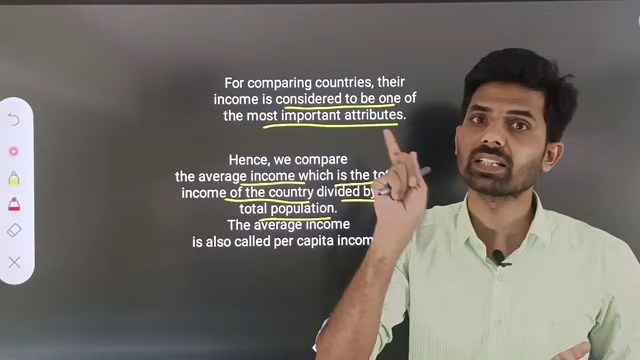 For comparing countries, their
income is considered to be one of
the most important attributes.
Hence, we compare
the average income which is the
income of the country divided by
total population.
The average income
is also called per capita